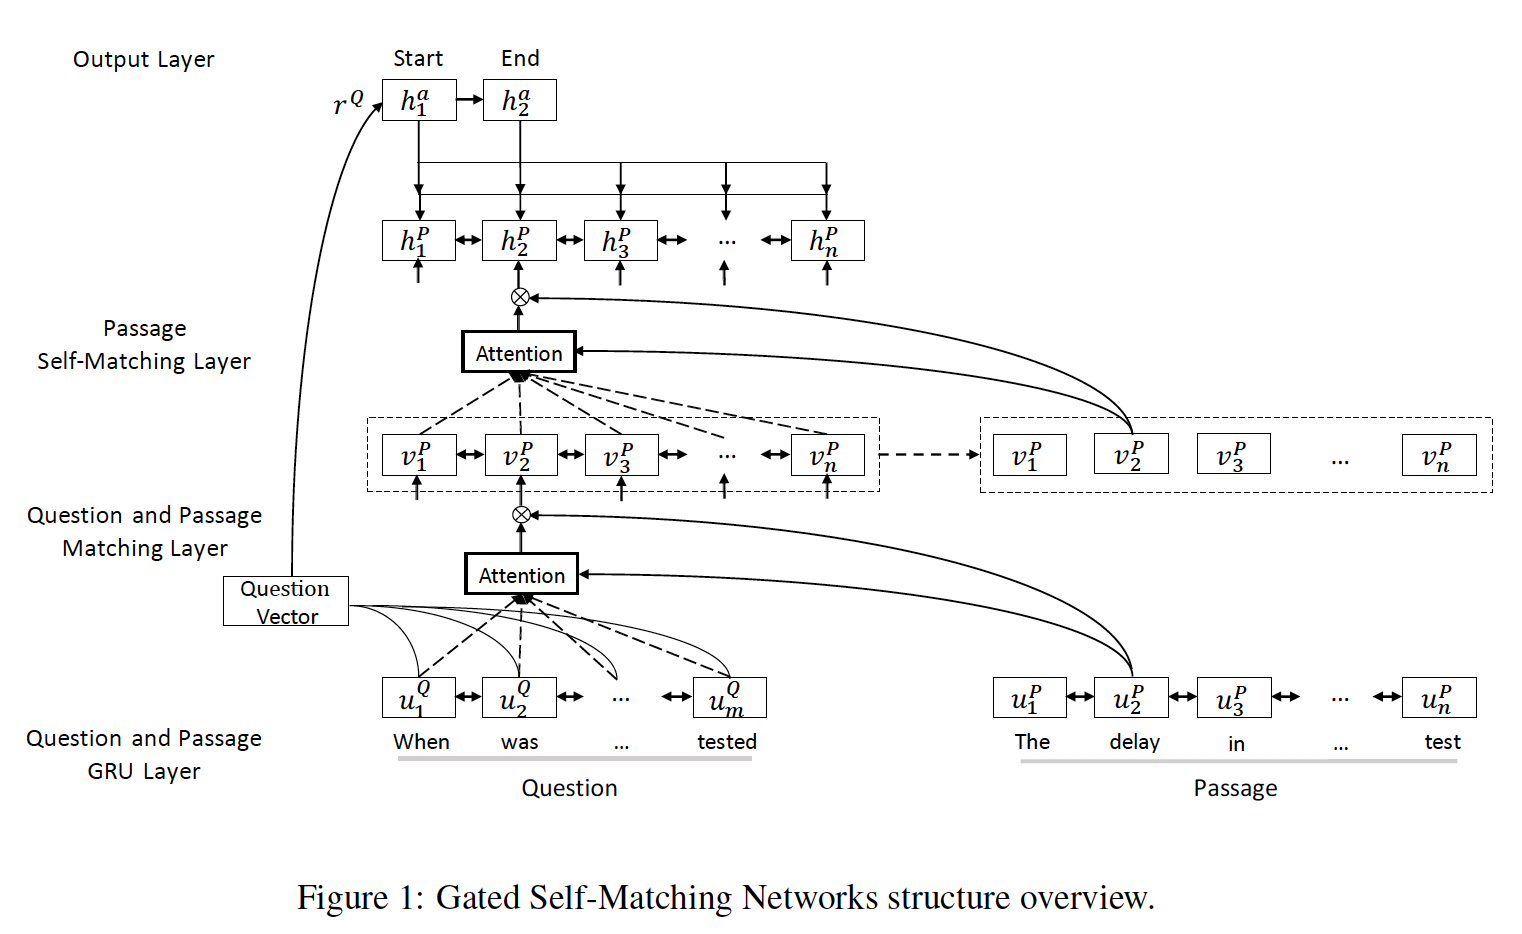 Output Layer
Start End
r^Q h_1^a h_2^a
h_1^P h_2^P h_3^P ... h_n^P
Passage
Self-Matching Layer
Attention
v_1^P v_2^P v_3^P ... v_n^P v_1^P v_2^P v_3^P ... v_n^P
Question and Passage
Matching Layer
Attention
Question
Vector
u_1^Q u_2^Q ... u_m^Q u_1^P u_2^P u_3^P ... u_n^P
Question and Passage
GRU Layer
When was ... tested The delay in ... test
Question Passage
Figure 1: Gated Self-Matching Networks structure overview.